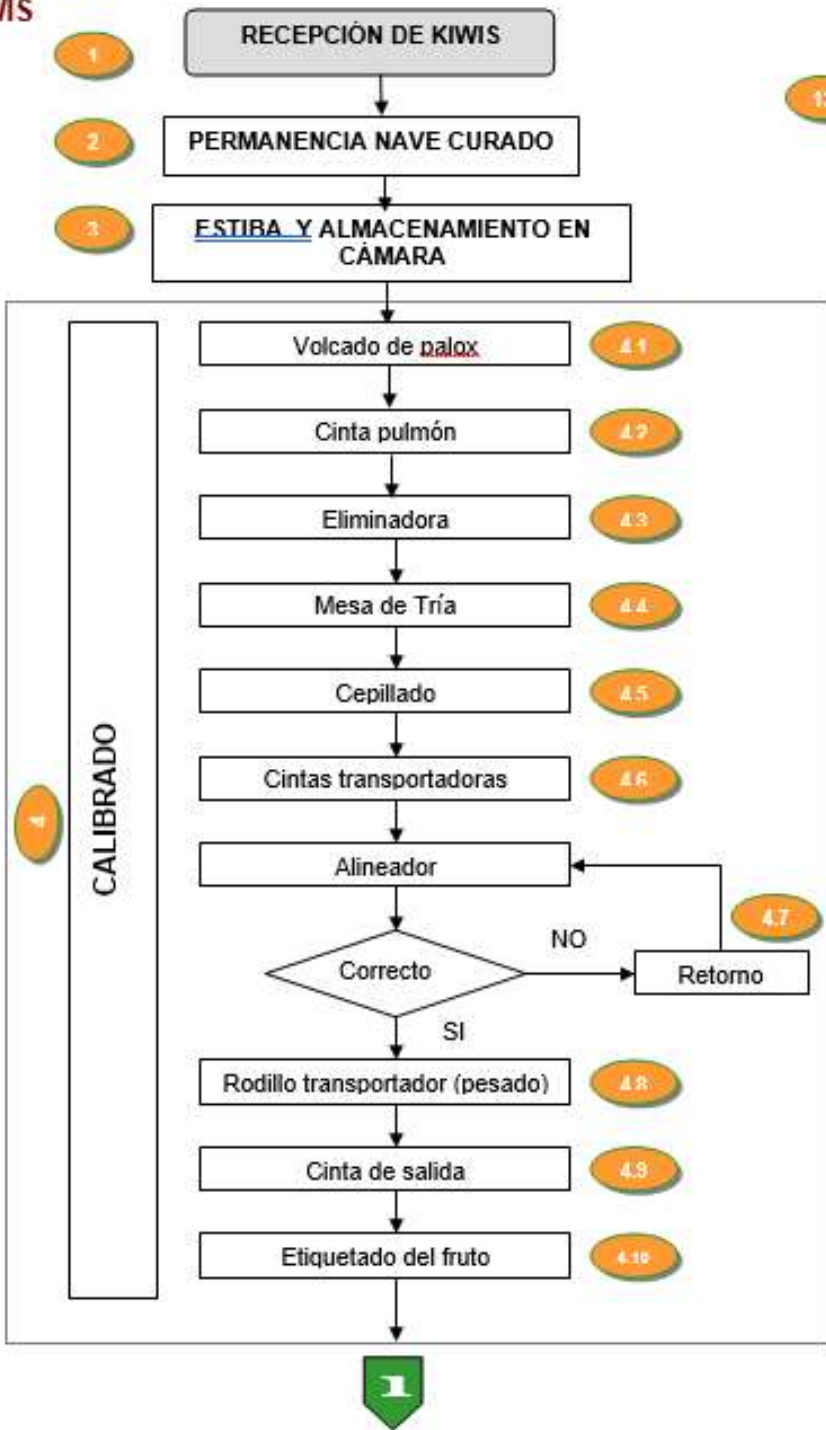 1
RECEPCIÓN DE KIWIS
2
PERMANENCIA NAVE CURADO
3
ESTIBA Y ALMACENAMIENTO EN
CÁMARA
4
CALIBRADO
Volcado de palox
4.1
Cinta pulmón
4.2
Eliminadora
4.3
Mesa de Tría
4.4
Cepillado
4.5
Cintas transportadoras
4.6
Alineador
4.7
Correcto
NO
Retorno
SI
Rodillo transportador (pesado)
4.8
Cinta de salida
4.9
Etiquetado del fruto
4.10
1